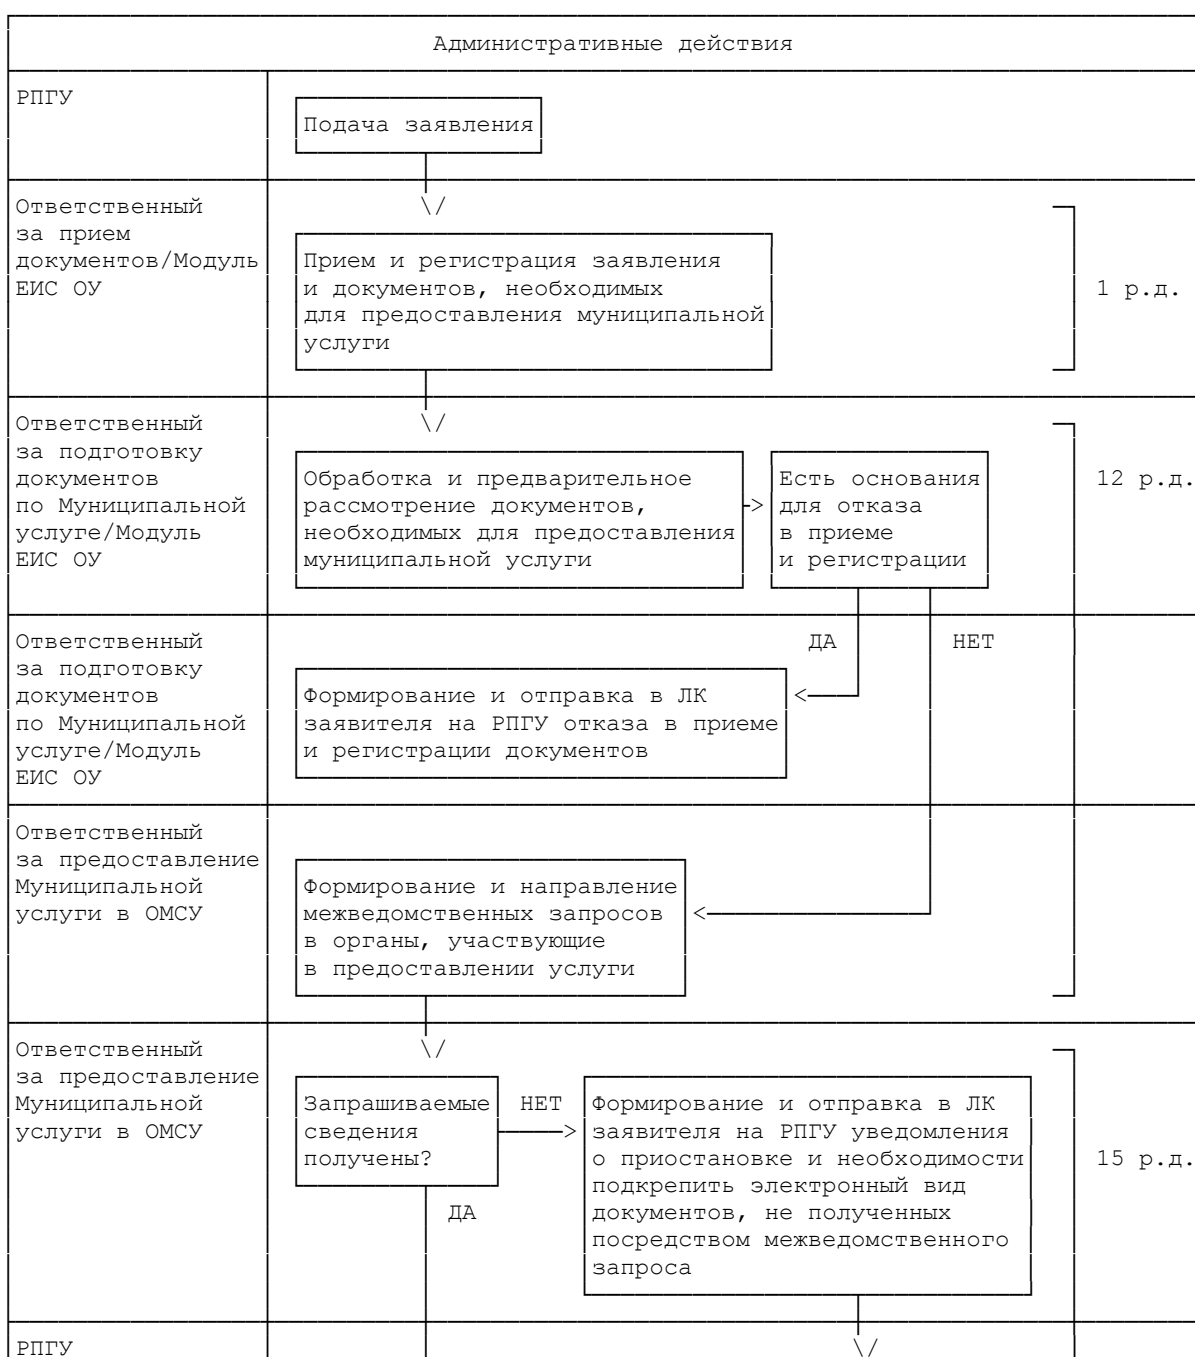 Административные действия
РПГУ
Подача заявления
Ответственный
за прием
документов/Модуль
ЕИС ОУ
Прием и регистрация заявления
и документов, необходимых
для предоставления муниципальной
услуги
1 р.д.
Ответственный
за подготовку
документов
по Муниципальной
услуге/Модуль
ЕИС ОУ
Обработка и предварительное
рассмотрение документов,
необходимых для предоставления
муниципальной услуги
Есть основания
для отказа
в приеме
и регистрации
12 р.д.
Ответственный
за подготовку
документов
по Муниципальной
услуге/Модуль
ЕИС ОУ
ДА
НЕТ
Формирование и отправка в ЛК
заявителя на РПГУ отказа в приеме
и регистрации документов
Ответственный
за предоставление
Муниципальной
услуги в ОМСУ
Формирование и направление
межведомственных запросов
в органы, участвующие
в предоставлении услуги
Ответственный
за предоставление
Муниципальной
услуги в ОМСУ
Запрашиваемые
сведения
получены?
НЕТ
ДА
Формирование и отправка в ЛК
заявителя на РПГУ уведомления
о приостановке и необходимости
подкрепить электронный вид
документов, не полученных
посредством межведомственного
запроса
15 р.д.
РПГУ